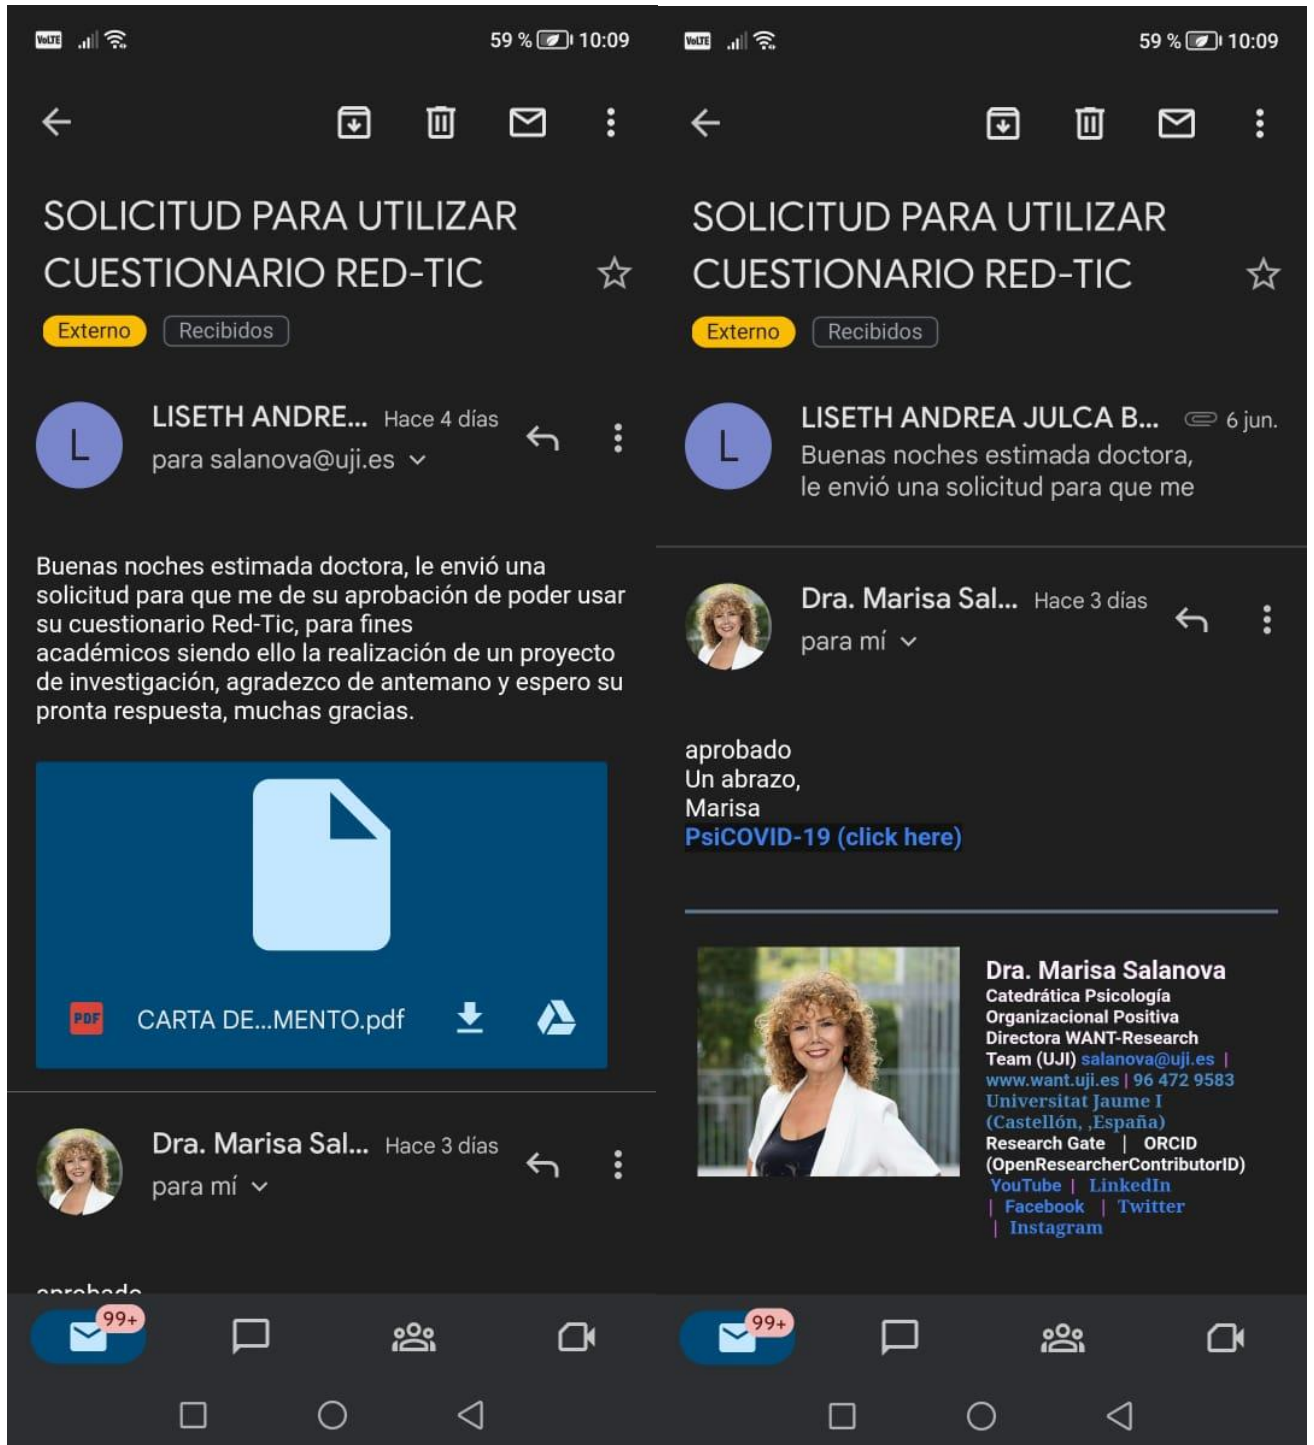 VoLTE 59 % 10:09
SOLICITUD PARA UTILIZAR
CUESTIONARIO RED-TIC
Externo Recibidos
L
LISETH ANDRE... Hace 4 días
para salanova@uji.es
Buenas noches estimada doctora, le envió una
solicitud para que me de su aprobación de poder usar
su cuestionario Red-Tic, para fines
académicos siendo ello la realización de un proyecto
de investigación, agradezco de antemano y espero su
pronta respuesta, muchas gracias.
PDF CARTA DE...MENTO.pdf
Dra. Marisa Sal... Hace 3 días
para mí
aprobado
99+
VoLTE 59 % 10:09
SOLICITUD PARA UTILIZAR
CUESTIONARIO RED-TIC
Externo Recibidos
L
LISETH ANDREA JULCA B... 6 jun.
Buenas noches estimada doctora,
le envió una solicitud para que me
Dra. Marisa Sal... Hace 3 días
para mí
aprobado
Un abrazo,
Marisa
PsiCOVID-19 (click here)
Dra. Marisa Salanova
Catedrática Psicología
Organizacional Positiva
Directora WANT-Research
Team (UJI) salanova@uji.es |
www.want.uji.es | 96 472 9583
Universitat Jaume I
(Castellón, ,España)
Research Gate | ORCID
(OpenResearcherContributorID)
YouTube | LinkedIn
| Facebook | Twitter
| Instagram
99+